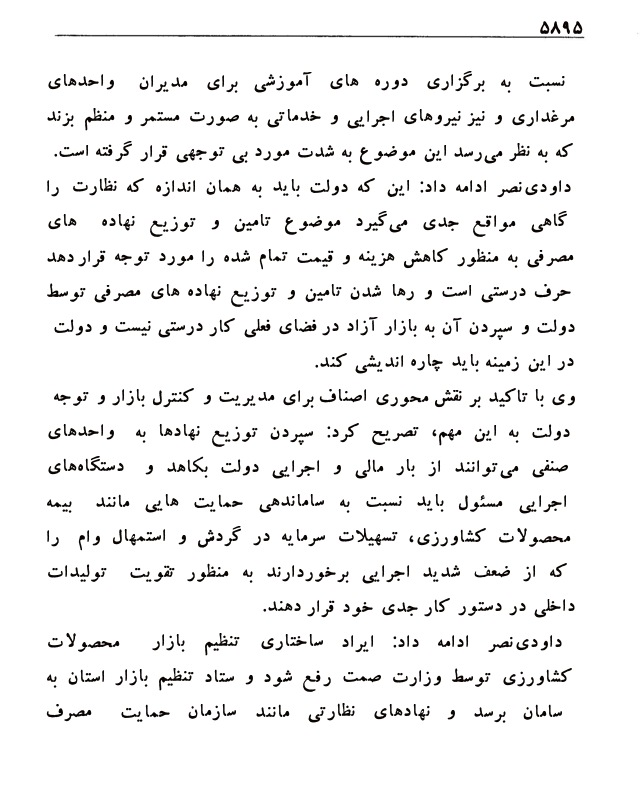 ۵۸۹۵
نسبت به برگزاری دوره های آموزشی برای مدیران واحدهای
مرغداری و نیز نیروهای اجرایی و خدماتی به صورت مستمر و منظم بزند
که به نظر می‌رسد این موضوع به شدت مورد بی توجهی قرار گرفته است.
داودی‌نصر ادامه داد: این که دولت باید به همان اندازه که نظارت را
گاهی مواقع جدی می‌گیرد موضوع تامین و توزیع نهاده های
مصرفی به منظور کاهش هزینه و قیمت تمام شده را مورد توجه قرار دهد
حرف درستی است و رها شدن تامین و توزیع نهاده های مصرفی توسط
دولت و سپردن آن به بازار آزاد در فضای فعلی کار درستی نیست و دولت
در این زمینه باید چاره اندیشی کند.
وی با تاکید بر نقش محوری اصناف برای مدیریت و کنترل بازار و توجه
دولت به این مهم، تصریح کرد: سپردن توزیع نهادها به واحدهای
صنفی می‌توانند از بار مالی و اجرایی دولت بکاهد و دستگاه‌های
اجرایی مسئول باید نسبت به ساماندهی حمایت هایی مانند بیمه
محصولات کشاورزی، تسهیلات سرمایه در گردش و استمهال وام را
که از ضعف شدید اجرایی برخوردارند به منظور تقویت تولیدات
داخلی در دستور کار جدی خود قرار دهند.
داودی‌نصر ادامه داد: ایراد ساختاری تنظیم بازار محصولات
کشاورزی توسط وزارت صمت رفع شود و ستاد تنظیم بازار استان به
سامان برسد و نهادهای نظارتی مانند سازمان حمایت مصرف